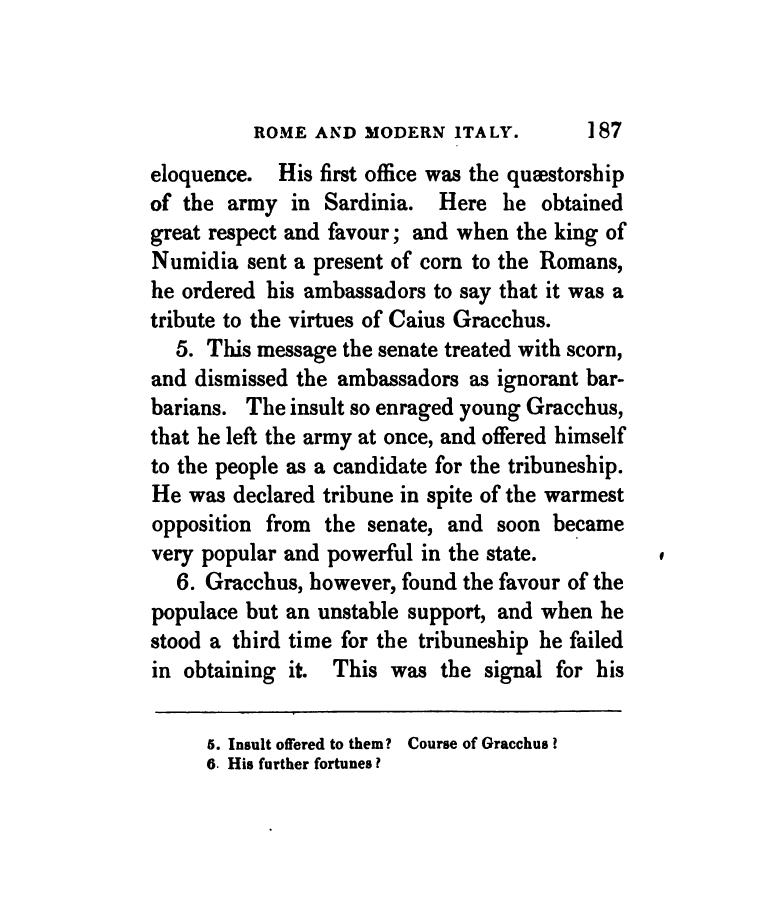 ROME AND MODERN ITALY. 187
eloquence. His first office was the quæstorship
of the army in Sardinia. Here he obtained
great respect and favour; and when the king of
Numidia sent a present of corn to the Romans,
he ordered his ambassadors to say that it was a
tribute to the virtues of Caius Gracchus.
5. This message the senate treated with scorn,
and dismissed the ambassadors as ignorant bar-
barians. The insult so enraged young Gracchus,
that he left the army at once, and offered himself
to the people as a candidate for the tribuneship.
He was declared tribune in spite of the warmest
opposition from the senate, and soon became
very popular and powerful in the state.
6. Gracchus, however, found the favour of the
populace but an unstable support, and when he
stood a third time for the tribuneship he failed
in obtaining it. This was the signal for his
5. Insult offered to them? Course of Gracchus?
6. His further fortunes?